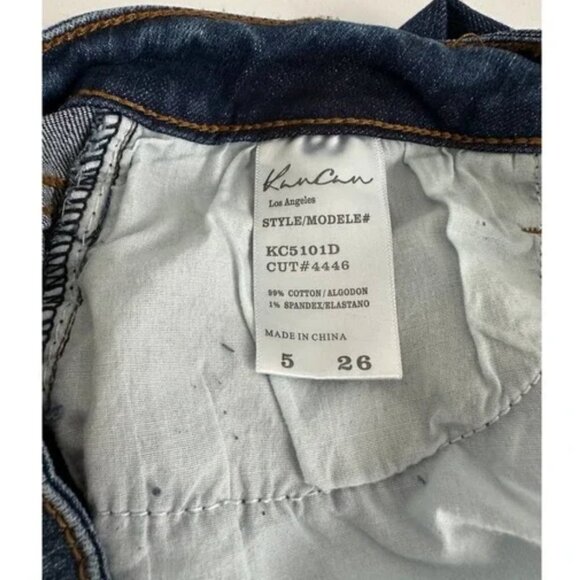 KanCan
Los Angeles
STYLE/MODELE#
KC5101D
CUT#4446
99% COTTON/ALGODON
1% SPANDEX/ELASTANO
MADE IN CHINA
5 26